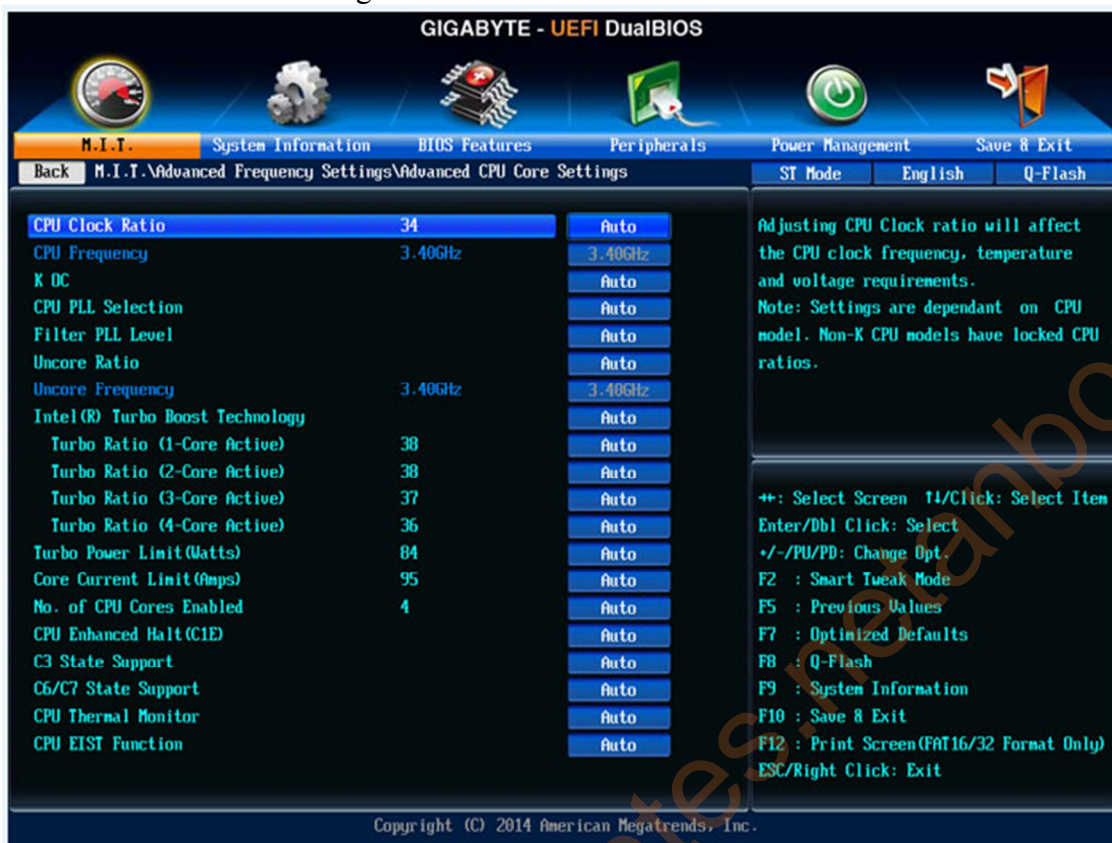 GIGABYTE - UEFI DualBIOS
M.I.T. System Information BIOS Features Peripherals Power Management Save & Exit
Back M.I.T.\Advanced Frequency Settings\Advanced CPU Core Settings ST Mode English Q-Flash
CPU Clock Ratio 34 Auto
CPU Frequency 3.40GHz 3.40GHz
K OC Auto
CPU PLL Selection Auto
Filter PLL Level Auto
Uncore Ratio Auto
Uncore Frequency 3.40GHz 3.40GHz
Intel(R) Turbo Boost Technology Auto
Turbo Ratio (1-Core Active) 38 Auto
Turbo Ratio (2-Core Active) 38 Auto
Turbo Ratio (3-Core Active) 37 Auto
Turbo Ratio (4-Core Active) 36 Auto
Turbo Power Limit(Watts) 84 Auto
Core Current Limit(Amps) 95 Auto
No. of CPU Cores Enabled 4 Auto
CPU Enhanced Halt(C1E) Auto
C3 State Support Auto
C6/C7 State Support Auto
CPU Thermal Monitor Auto
CPU EIST Function Auto
Adjusting CPU Clock ratio will affect
the CPU clock frequency, temperature
and voltage requirements.
Note: Settings are dependant on CPU
model. Non-K CPU models have locked CPU
ratios.
↔: Select Screen ↑↓/Click: Select Item
Enter/Dbl Click: Select
+/-/PU/PD: Change Opt.
F2 : Smart Tweak Mode
F5 : Previous Values
F7 : Optimized Defaults
F8 : Q-Flash
F9 : System Information
F10 : Save & Exit
F12 : Print Screen(FAT16/32 Format Only)
ESC/Right Click: Exit
Copyright (C) 2014 American Megatrends, Inc.